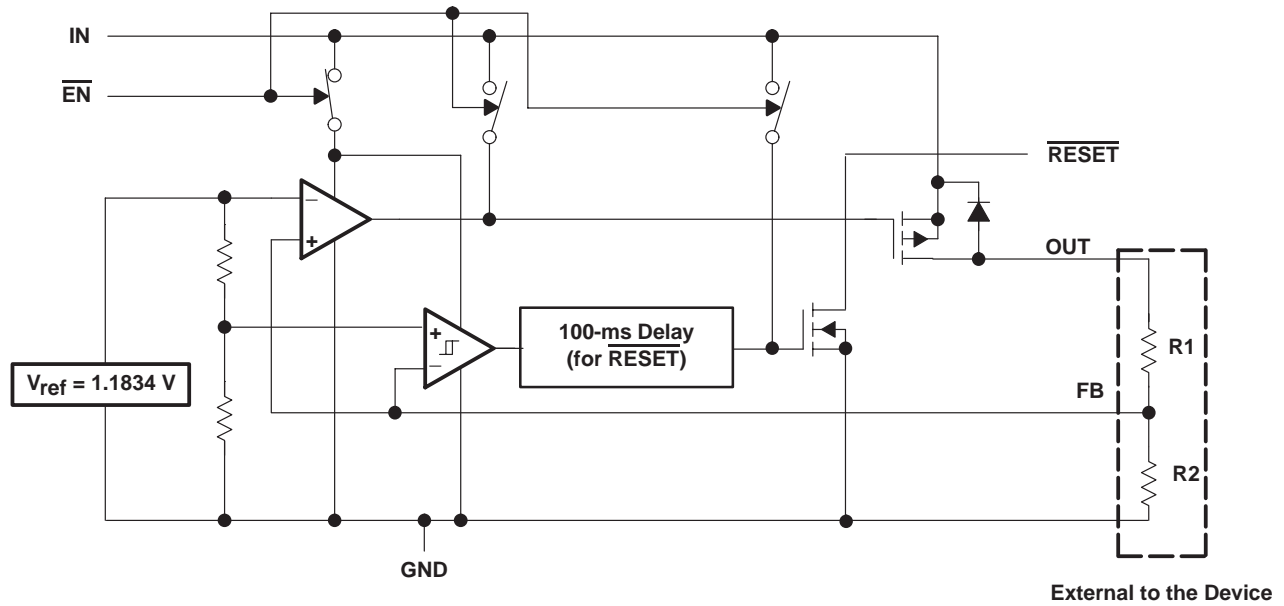 IN
EN
RESET
–
+
OUT
+
–
100-ms Delay
(for RESET)
R1
Vref = 1.1834 V
FB
R2
GND
External to the Device